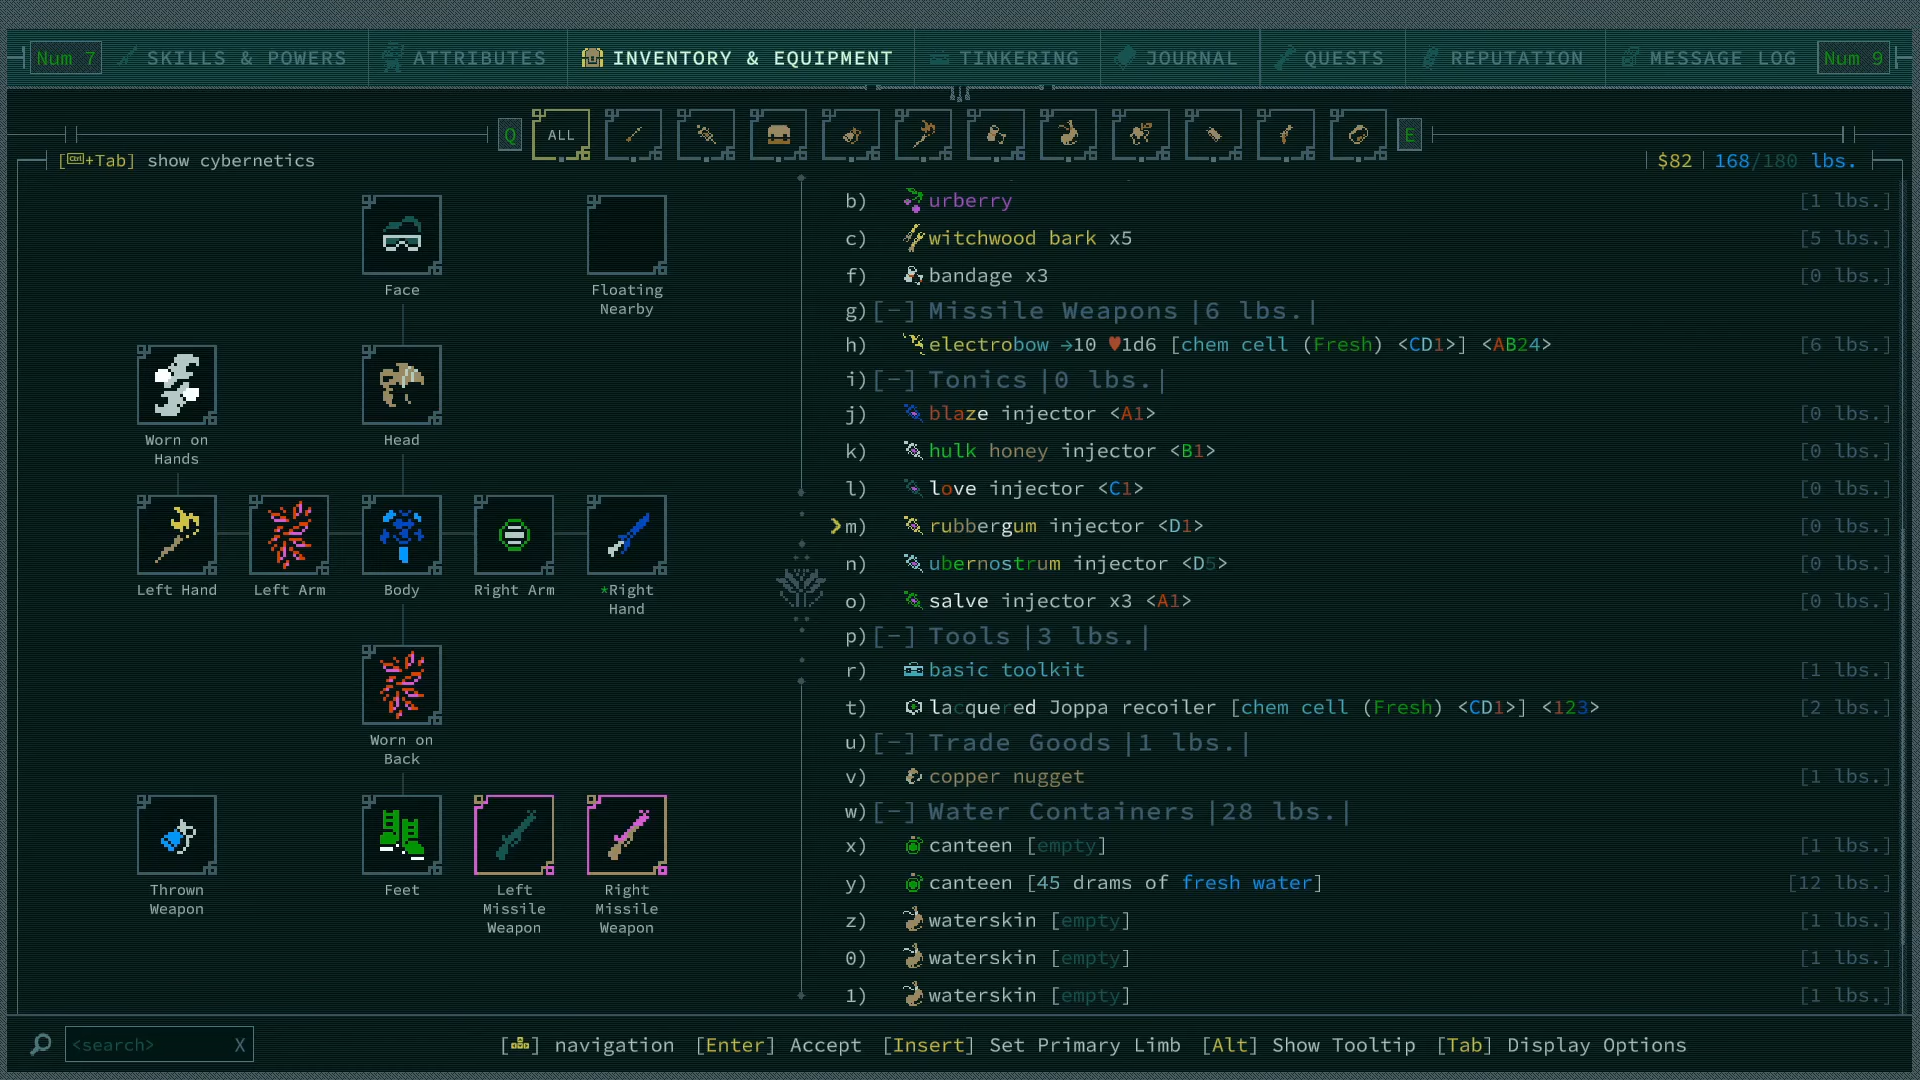 Num 7 SKILLS & POWERS ATTRIBUTES INVENTORY & EQUIPMENT TINKERING JOURNAL QUESTS REPUTATION MESSAGE LOG Num 9
Q ALL E
[Ctrl+Tab] show cybernetics
$82 168/180 lbs.
Face
Floating
Nearby
Worn on
Hands
Head
Left Hand
Left Arm
Body
Right Arm
*Right
Hand
Worn on
Back
Thrown
Weapon
Feet
Left
Missile
Weapon
Right
Missile
Weapon
b) urberry [1 lbs.]
c) witchwood bark x5 [5 lbs.]
f) bandage x3 [0 lbs.]
g) [-] Missile Weapons |6 lbs.|
h) electrobow →10 ♥1d6 [chem cell (Fresh) <CD1>] <AB24> [6 lbs.]
i) [-] Tonics |0 lbs.|
j) blaze injector <A1> [0 lbs.]
k) hulk honey injector <B1> [0 lbs.]
l) love injector <C1> [0 lbs.]
m) rubbergum injector <D1> [0 lbs.]
n) ubernostrum injector <D5> [0 lbs.]
o) salve injector x3 <A1> [0 lbs.]
p) [-] Tools |3 lbs.|
r) basic toolkit [1 lbs.]
t) lacquered Joppa recoiler [chem cell (Fresh) <CD1>] <123> [2 lbs.]
u) [-] Trade Goods |1 lbs.|
v) copper nugget [1 lbs.]
w) [-] Water Containers |28 lbs.|
x) canteen [empty] [1 lbs.]
y) canteen [45 drams of fresh water] [12 lbs.]
z) waterskin [empty] [1 lbs.]
0) waterskin [empty] [1 lbs.]
1) waterskin [empty] [1 lbs.]
<search> X
navigation [Enter] Accept [Insert] Set Primary Limb [Alt] Show Tooltip [Tab] Display Options